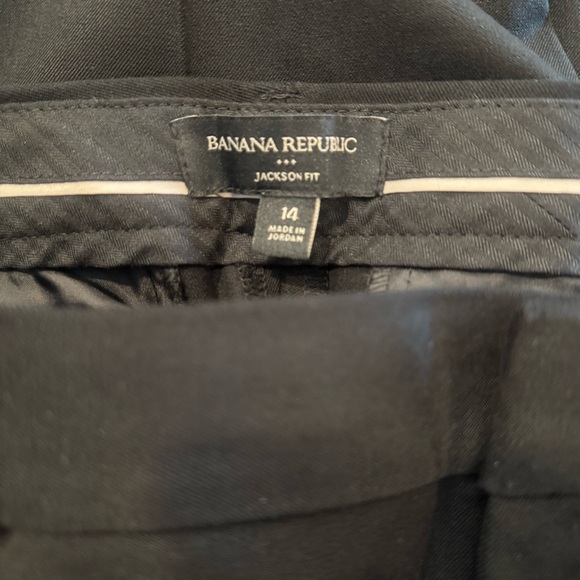 BANANA REPUBLIC
JACKSON FIT
14
MADE IN
JORDAN